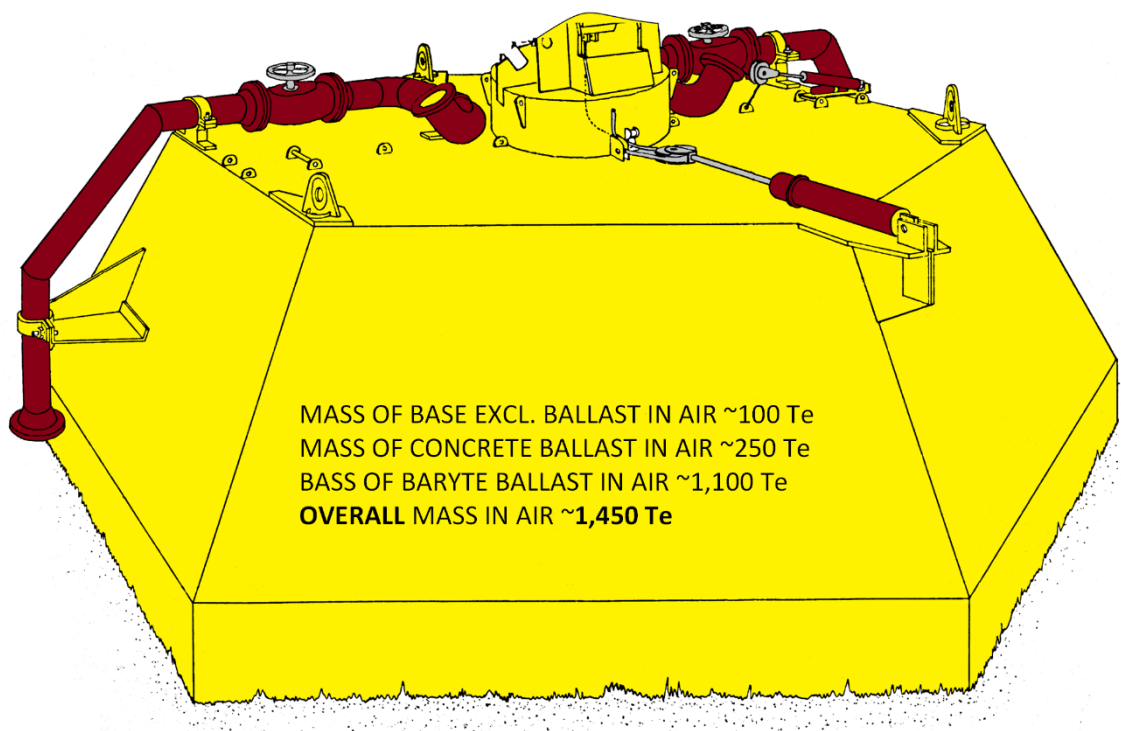 MASS OF BASE EXCL. BALLAST IN AIR ~100 Te
MASS OF CONCRETE BALLAST IN AIR ~250 Te
BASS OF BARYTE BALLAST IN AIR ~1,100 Te
OVERALL MASS IN AIR ~1,450 Te